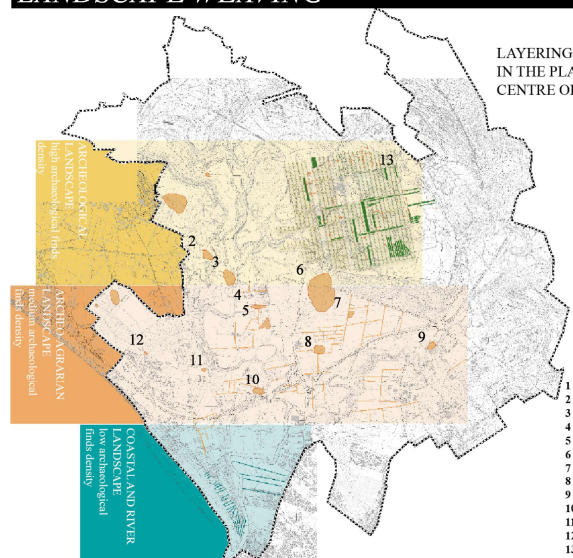 LANDSCAPE WEAVING
LAYERING
IN THE PLA
CENTRE OF
ARCHEOLOGICAL
LANDSCAPE
high archaeological finds
density
ARCHEO-AGRARIAN
LANDSCAPE
medium archaeological
finds density
COASTAL AND RIVER
LANDSCAPE
low archaeological
finds density
13
2
3
6
4
7
5
12
8
9
11
10
1
2
3
4
5
6
7
8
9
10
11
12
13